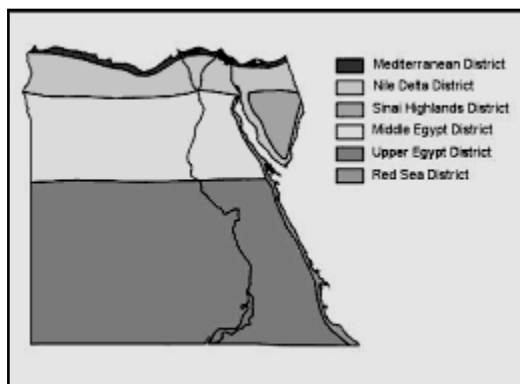 Mediterranean District
Nile Delta District
Sinai Highlands District
Middle Egypt District
Upper Egypt District
Red Sea District